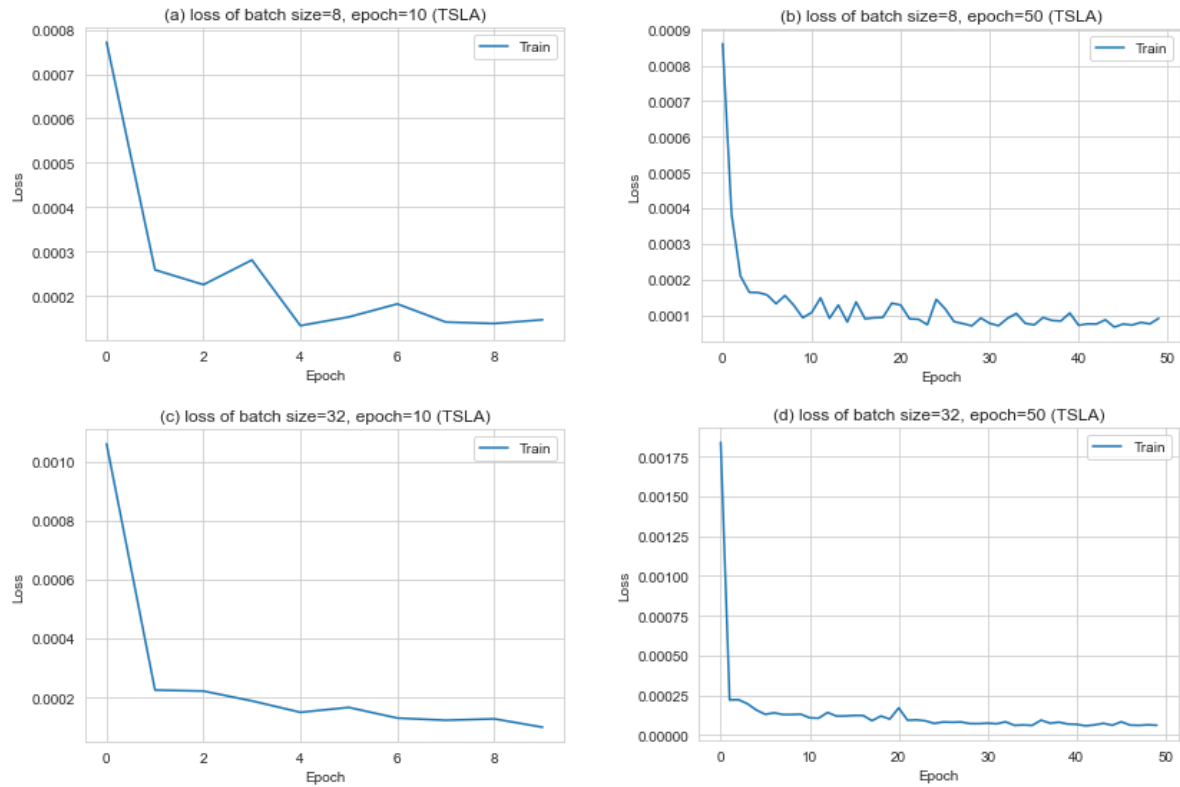 (a) loss of batch size=8, epoch=10 (TSLA)
0.0008
0.0007
0.0006
0.0005
0.0004
0.0003
0.0002
Loss
Train
0 2 4 6 8
Epoch
(b) loss of batch size=8, epoch=50 (TSLA)
0.0009
0.0008
0.0007
0.0006
0.0005
0.0004
0.0003
0.0002
0.0001
Loss
Train
0 10 20 30 40 50
Epoch
(c) loss of batch size=32, epoch=10 (TSLA)
0.0010
0.0008
0.0006
0.0004
0.0002
Loss
Train
0 2 4 6 8
Epoch
(d) loss of batch size=32, epoch=50 (TSLA)
0.00175
0.00150
0.00125
0.00100
0.00075
0.00050
0.00025
0.00000
Loss
Train
0 10 20 30 40 50
Epoch